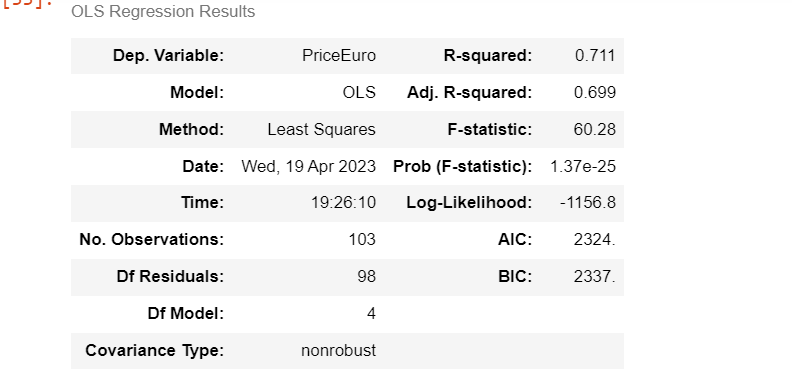 OLS Regression Results
Dep. Variable: PriceEuro R-squared: 0.711
Model: OLS Adj. R-squared: 0.699
Method: Least Squares F-statistic: 60.28
Date: Wed, 19 Apr 2023 Prob (F-statistic): 1.37e-25
Time: 19:26:10 Log-Likelihood: -1156.8
No. Observations: 103 AIC: 2324.
Df Residuals: 98 BIC: 2337.
Df Model: 4
Covariance Type: nonrobust